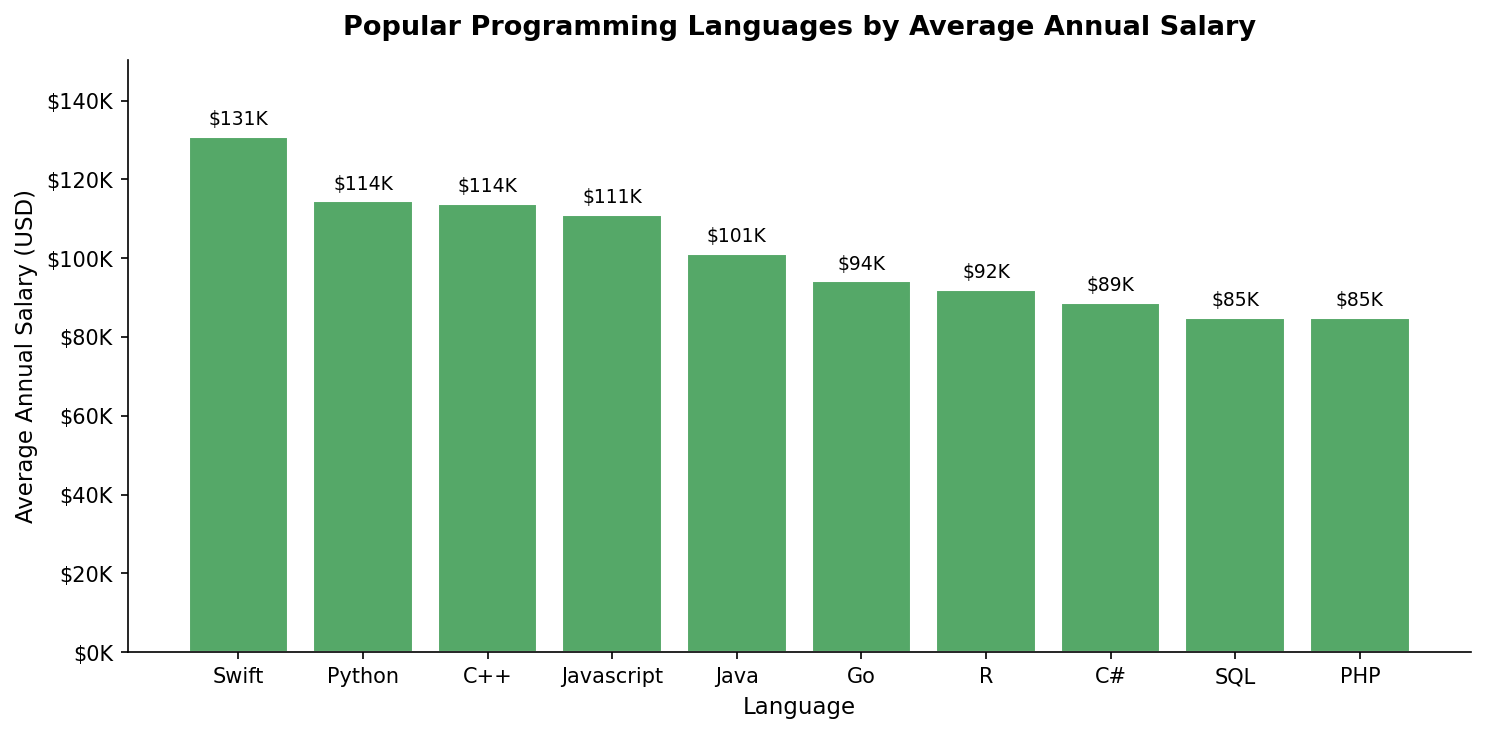 Popular Programming Languages by Average Annual Salary
Average Annual Salary (USD)
$140K
$120K
$100K
$80K
$60K
$40K
$20K
$0K
$131K
$114K
$114K
$111K
$101K
$94K
$92K
$89K
$85K
$85K
Swift
Python
C++
Javascript
Java
Go
R
C#
SQL
PHP
Language